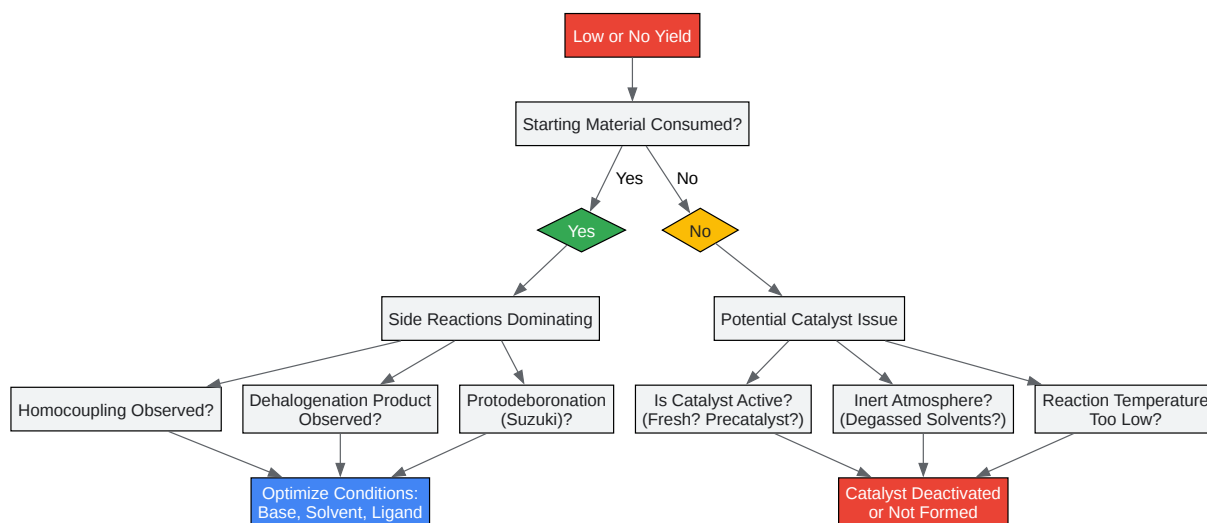 Low or No Yield
Starting Material Consumed?
Yes
No
Yes
No
Side Reactions Dominating
Potential Catalyst Issue
Homocoupling Observed?
Dehalogenation Product
Observed?
Protodeboronation
(Suzuki)?
Is Catalyst Active?
(Fresh? Precatalyst?)
Inert Atmosphere?
(Degassed Solvents?)
Reaction Temperature
Too Low?
Optimize Conditions:
Base, Solvent, Ligand
Catalyst Deactivated
or Not Formed